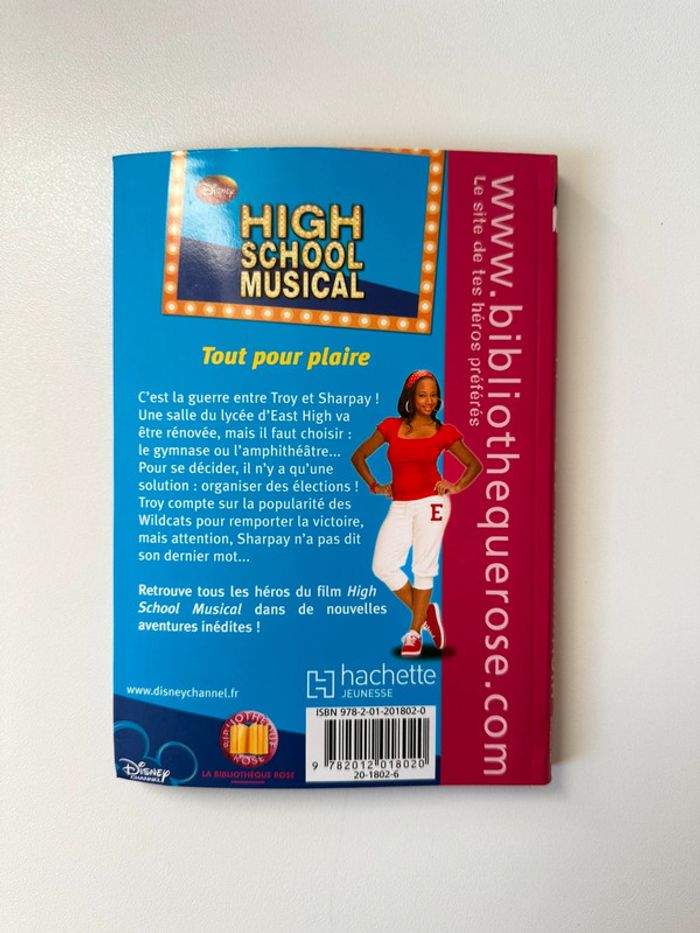 Disney
HIGH
SCHOOL
MUSICAL
Tout pour plaire
C'est la guerre entre Troy et Sharpay !
Une salle du lycée d'East High va
être rénovée, mais il faut choisir :
le gymnase ou l'amphithéâtre...
Pour se décider, il n'y a qu'une
solution : organiser des élections !
Troy compte sur la popularité des
Wildcats pour remporter la victoire,
mais attention, Sharpay n'a pas dit
son dernier mot...
Retrouve tous les héros du film High
School Musical dans de nouvelles
aventures inédites !
E
hachette
JEUNESSE
www.disneychannel.fr
ISBN 978-2-01-201802-0
9 782012 018020
20-1802-6
BIBLIOTHEQUE
ROSE
LA BIBLIOTHÈQUE ROSE
Disney
CHANNEL
www.bibliothequerose.com
Le site de tes héros préférés